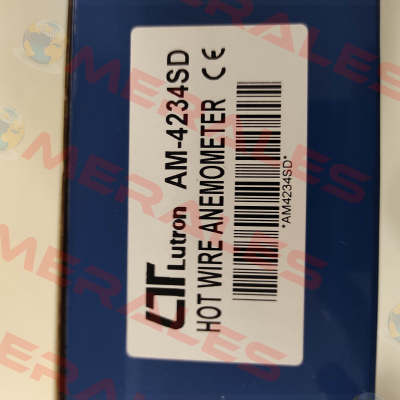 Lutron AM-4234SD
HOT WIRE ANEMOMETER CE
*AM4234SD*
MERALES
MERALES
MERALES